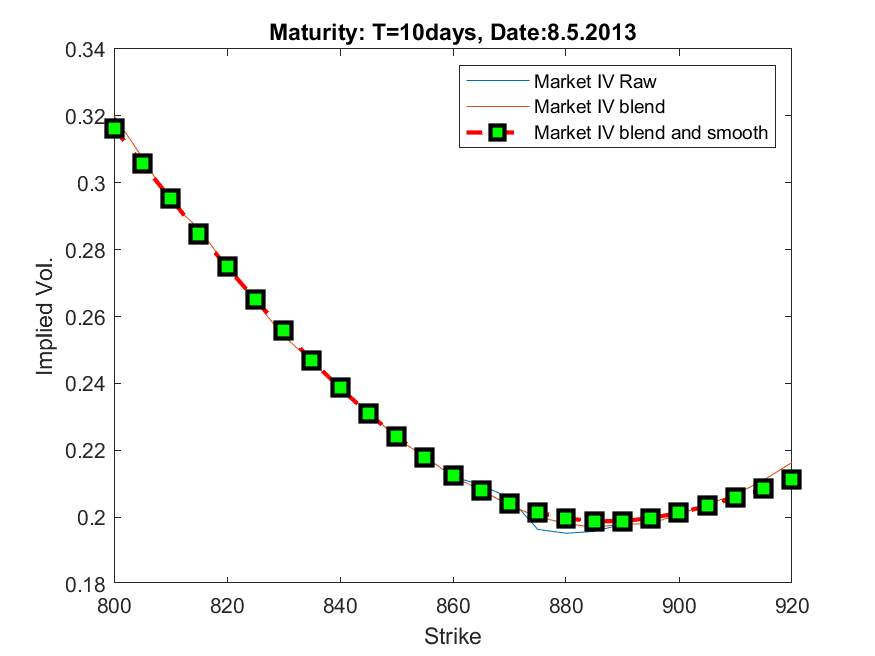 Maturity: T=10days, Date:8.5.2013
0.34
0.32
0.3
0.28
0.26
0.24
0.22
0.2
0.18
Implied Vol.
Market IV Raw
Market IV blend
Market IV blend and smooth
800
820
840
860
880
900
920
Strike